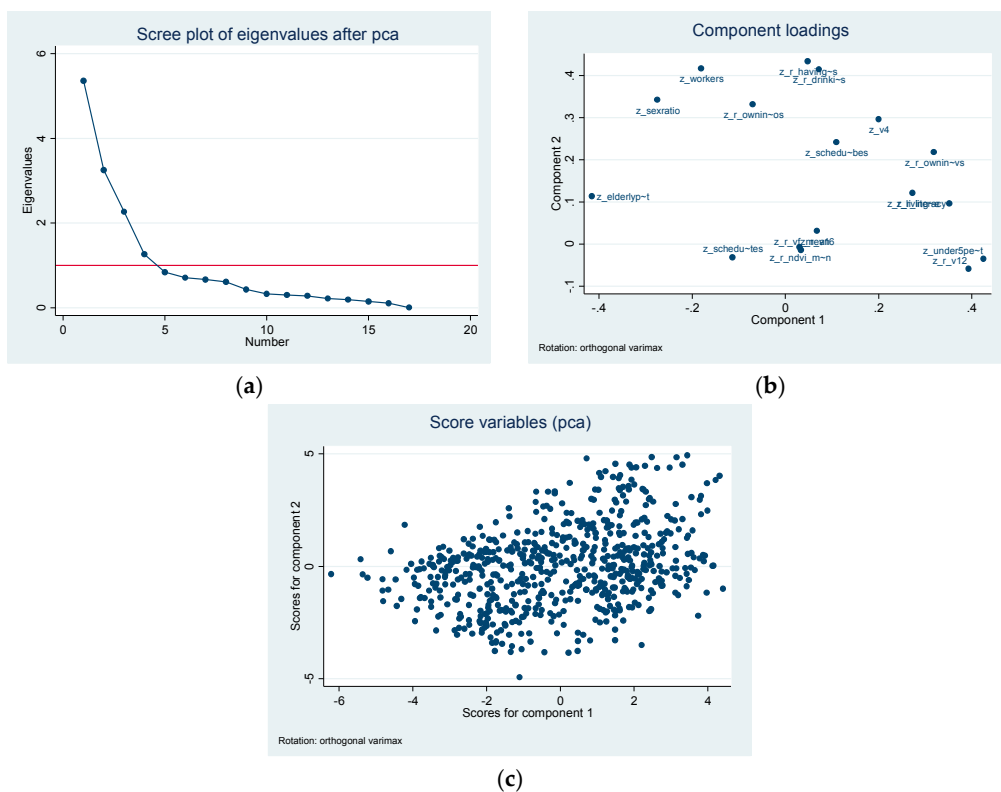 Scree plot of eigenvalues after pca
Eigenvalues
6
4
2
0
0 5 10 15 20
Number
(a)
Component loadings
Component 2
.4
.3
.2
.1
0
-.1
z_workers
z_r_having~s
z_r_drinki~s
z_sexratio
z_r_ownin~os
z_v4
z_schedu~bes
z_r_ownin~vs
z_elderlyp~t
z_schedu~tes
z_r_ndvi_m~n
z_under5pe~t
z_r_v12
-.4 -.2 0 .2 .4
Component 1
Rotation: orthogonal varimax
(b)
Score variables (pca)
Scores for component 2
5
0
-5
-6 -4 -2 0 2 4
Scores for component 1
Rotation: orthogonal varimax
(c)